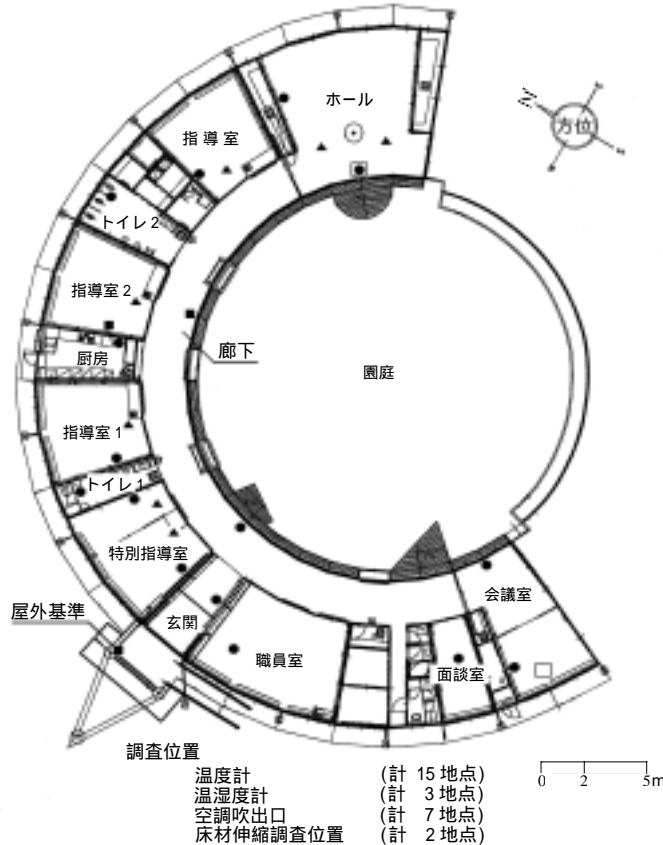 ホール
指導室
方位
トイレ2
指導室2
廊下
厨房
園庭
指導室1
トイレ1
特別指導室
会議室
屋外基準
玄関
職員室
面談室
調査位置
温度計 (計 15 地点)
温湿度計 (計 3 地点)
空調吹出口 (計 7 地点)
床材伸縮調査位置 (計 2 地点)
0 2 5m